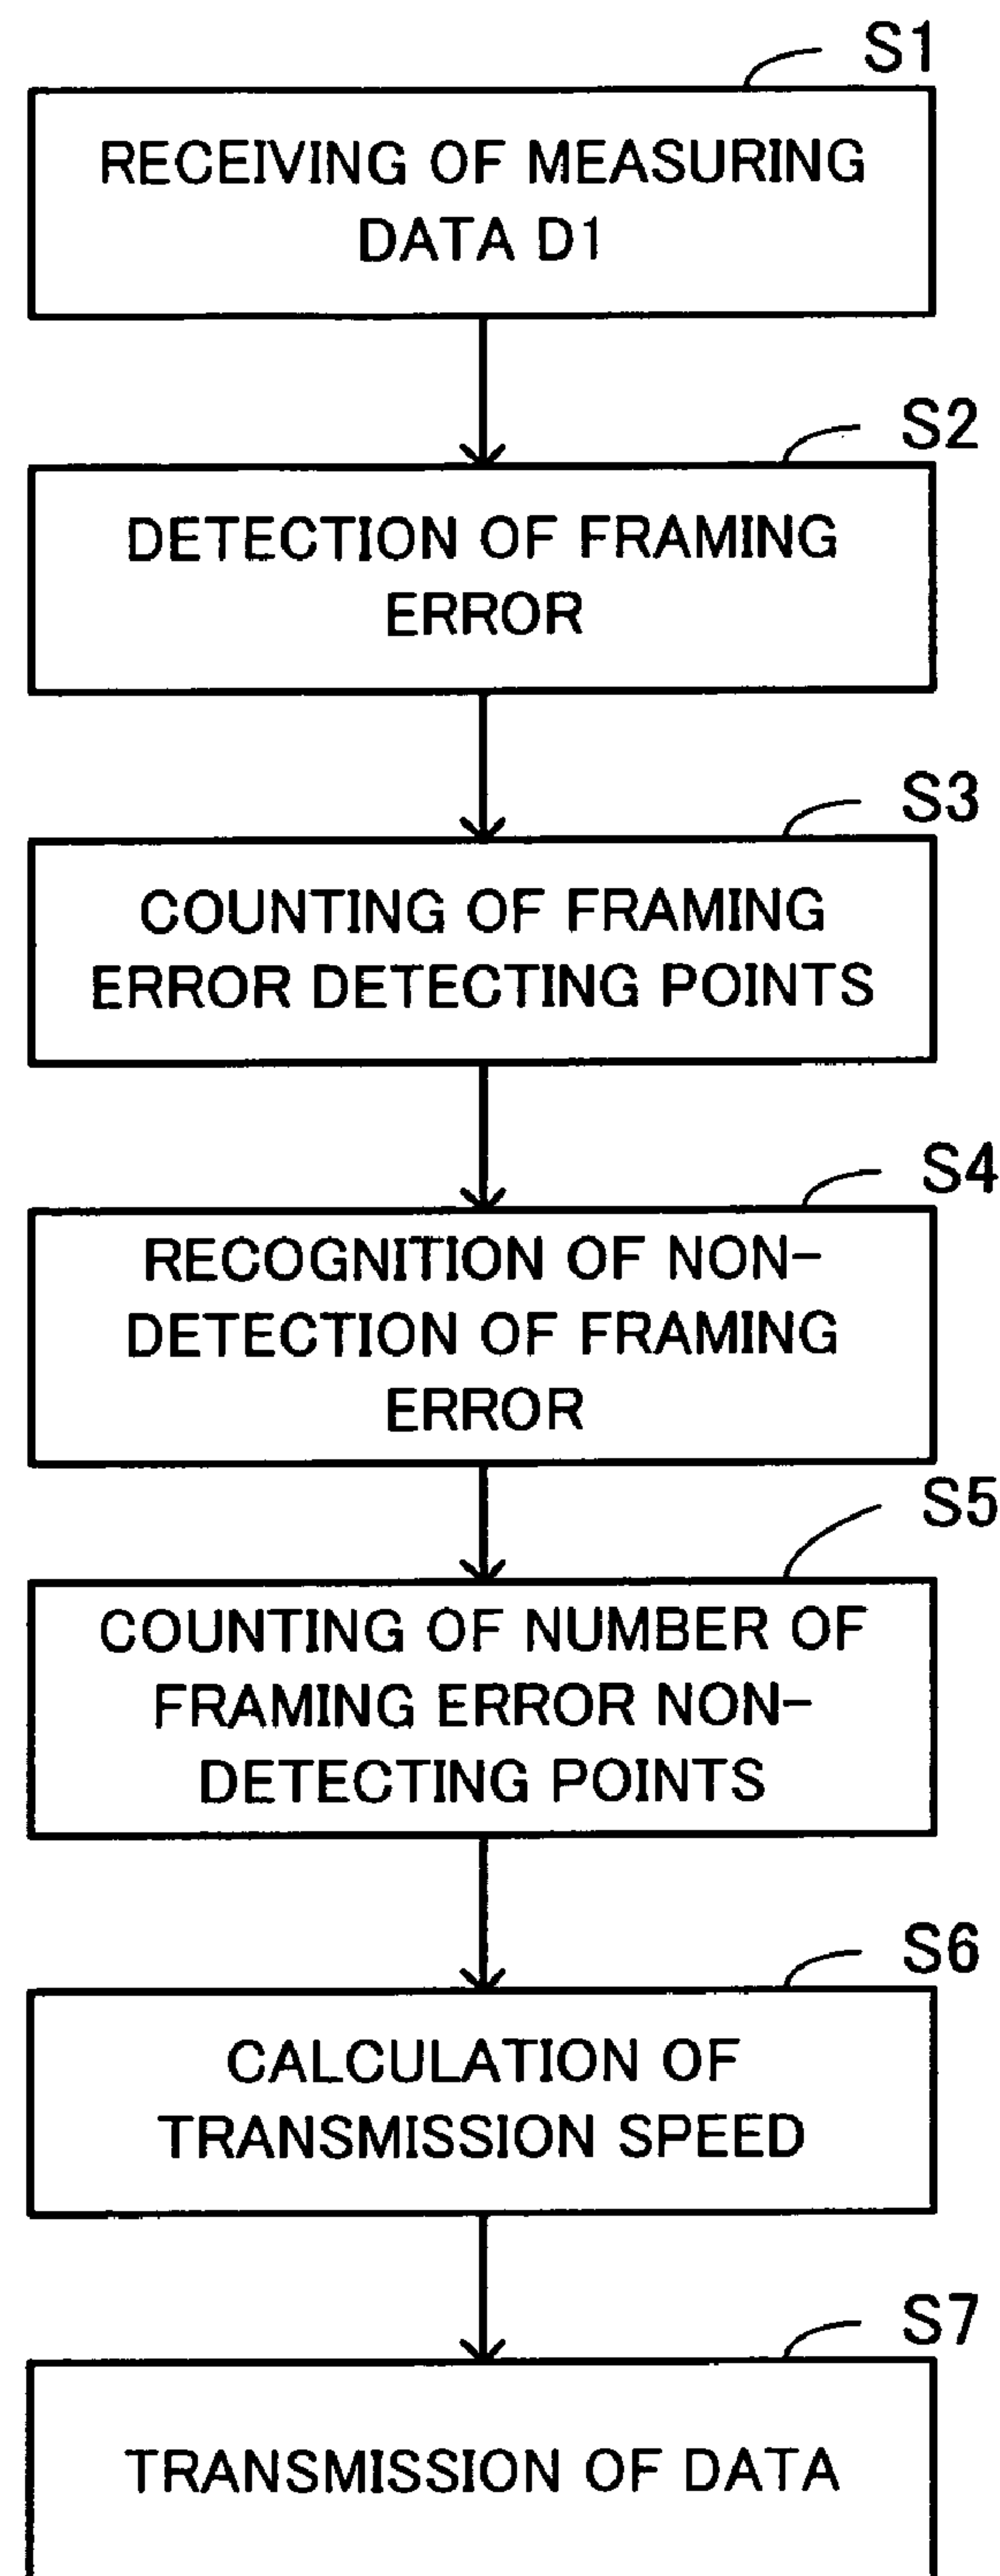 S1
RECEIVING OF MEASURING
DATA D1
S2
DETECTION OF FRAMING
ERROR
S3
COUNTING OF FRAMING
ERROR DETECTING POINTS
S4
RECOGNITION OF NON-
DETECTION OF FRAMING
ERROR
S5
COUNTING OF NUMBER OF
FRAMING ERROR NON-
DETECTING POINTS
S6
CALCULATION OF
TRANSMISSION SPEED
S7
TRANSMISSION OF DATA